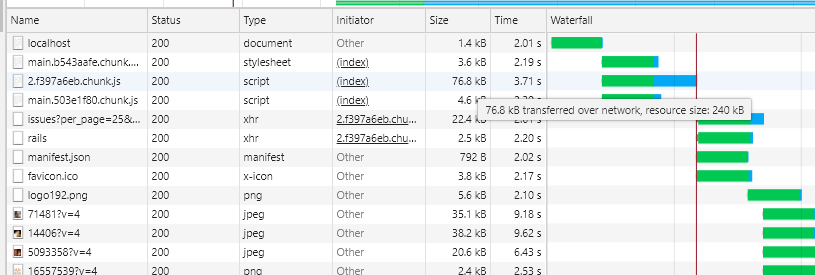 Name Status Type Initiator Size Time Waterfall
localhost 200 document Other 1.4 kB 2.01 s
main.b543aafe.chunk.... 200 stylesheet (index) 3.6 kB 2.19 s
2.f397a6eb.chunk.js 200 script (index) 76.8 kB 3.71 s
main.503e1f80.chunk.js 200 script (index) 4.6
76.8 kB transferred over network, resource size: 240 kB
issues?per_page=25&... 200 xhr 2.f397a6eb.chu... 22.4
rails 200 xhr 2.f397a6eb.chu... 2.5 kB 2.20 s
manifest.json 200 manifest Other 792 B 2.02 s
favicon.ico 200 x-icon Other 3.8 kB 2.17 s
logo192.png 200 png Other 5.6 kB 2.10 s
71481?v=4 200 jpeg Other 35.1 kB 9.18 s
14406?v=4 200 jpeg Other 38.2 kB 9.62 s
5093358?v=4 200 jpeg Other 20.6 kB 6.43 s
16557539?v=4 200 png Other 2.4 kB 2.53 s